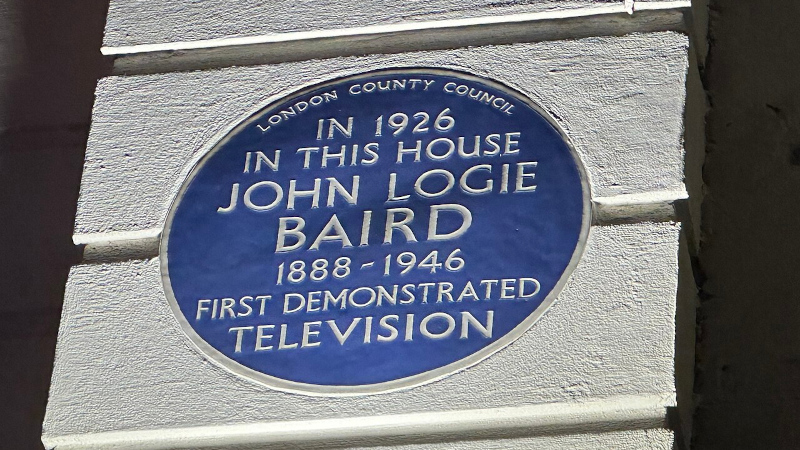 LONDON COUNTY COUNCIL
IN 1926
IN THIS HOUSE
JOHN LOGIE
BAIRD
1888-1946
FIRST DEMONSTRATED
TELEVISION